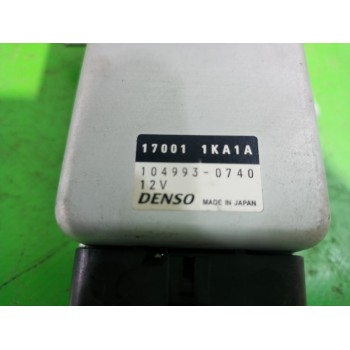 17001 1KA1A
104993-0740
12V
DENSO MADE IN JAPAN